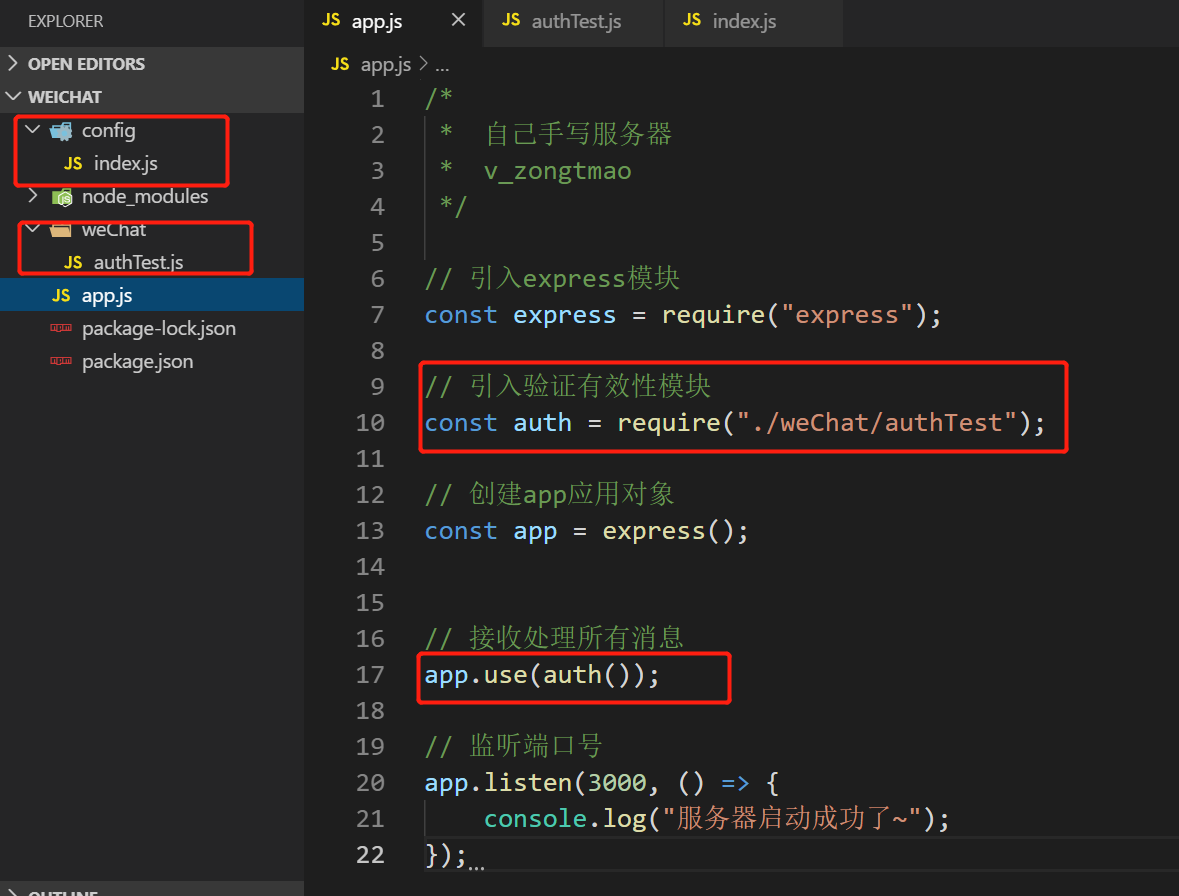 EXPLORER
OPEN EDITORS
WEICHAT
config
JS index.js
node_modules
weChat
JS authTest.js
JS app.js
package-lock.json
package.json
JS app.js ×
JS authTest.js
JS index.js
JS app.js > ...
1 /*
2 * 自己手写服务器
3 * v_zongtmao
4 */
5
6 // 引入express模块
7 const express = require("express");
8
9 // 引入验证有效性模块
10 const auth = require("./weChat/authTest");
11
12 // 创建app应用对象
13 const app = express();
14
15
16 // 接收处理所有消息
17 app.use(auth());
18
19 // 监听端口号
20 app.listen(3000, () => {
21 console.log("服务器启动成功了~");
22 });...
OUTLINE